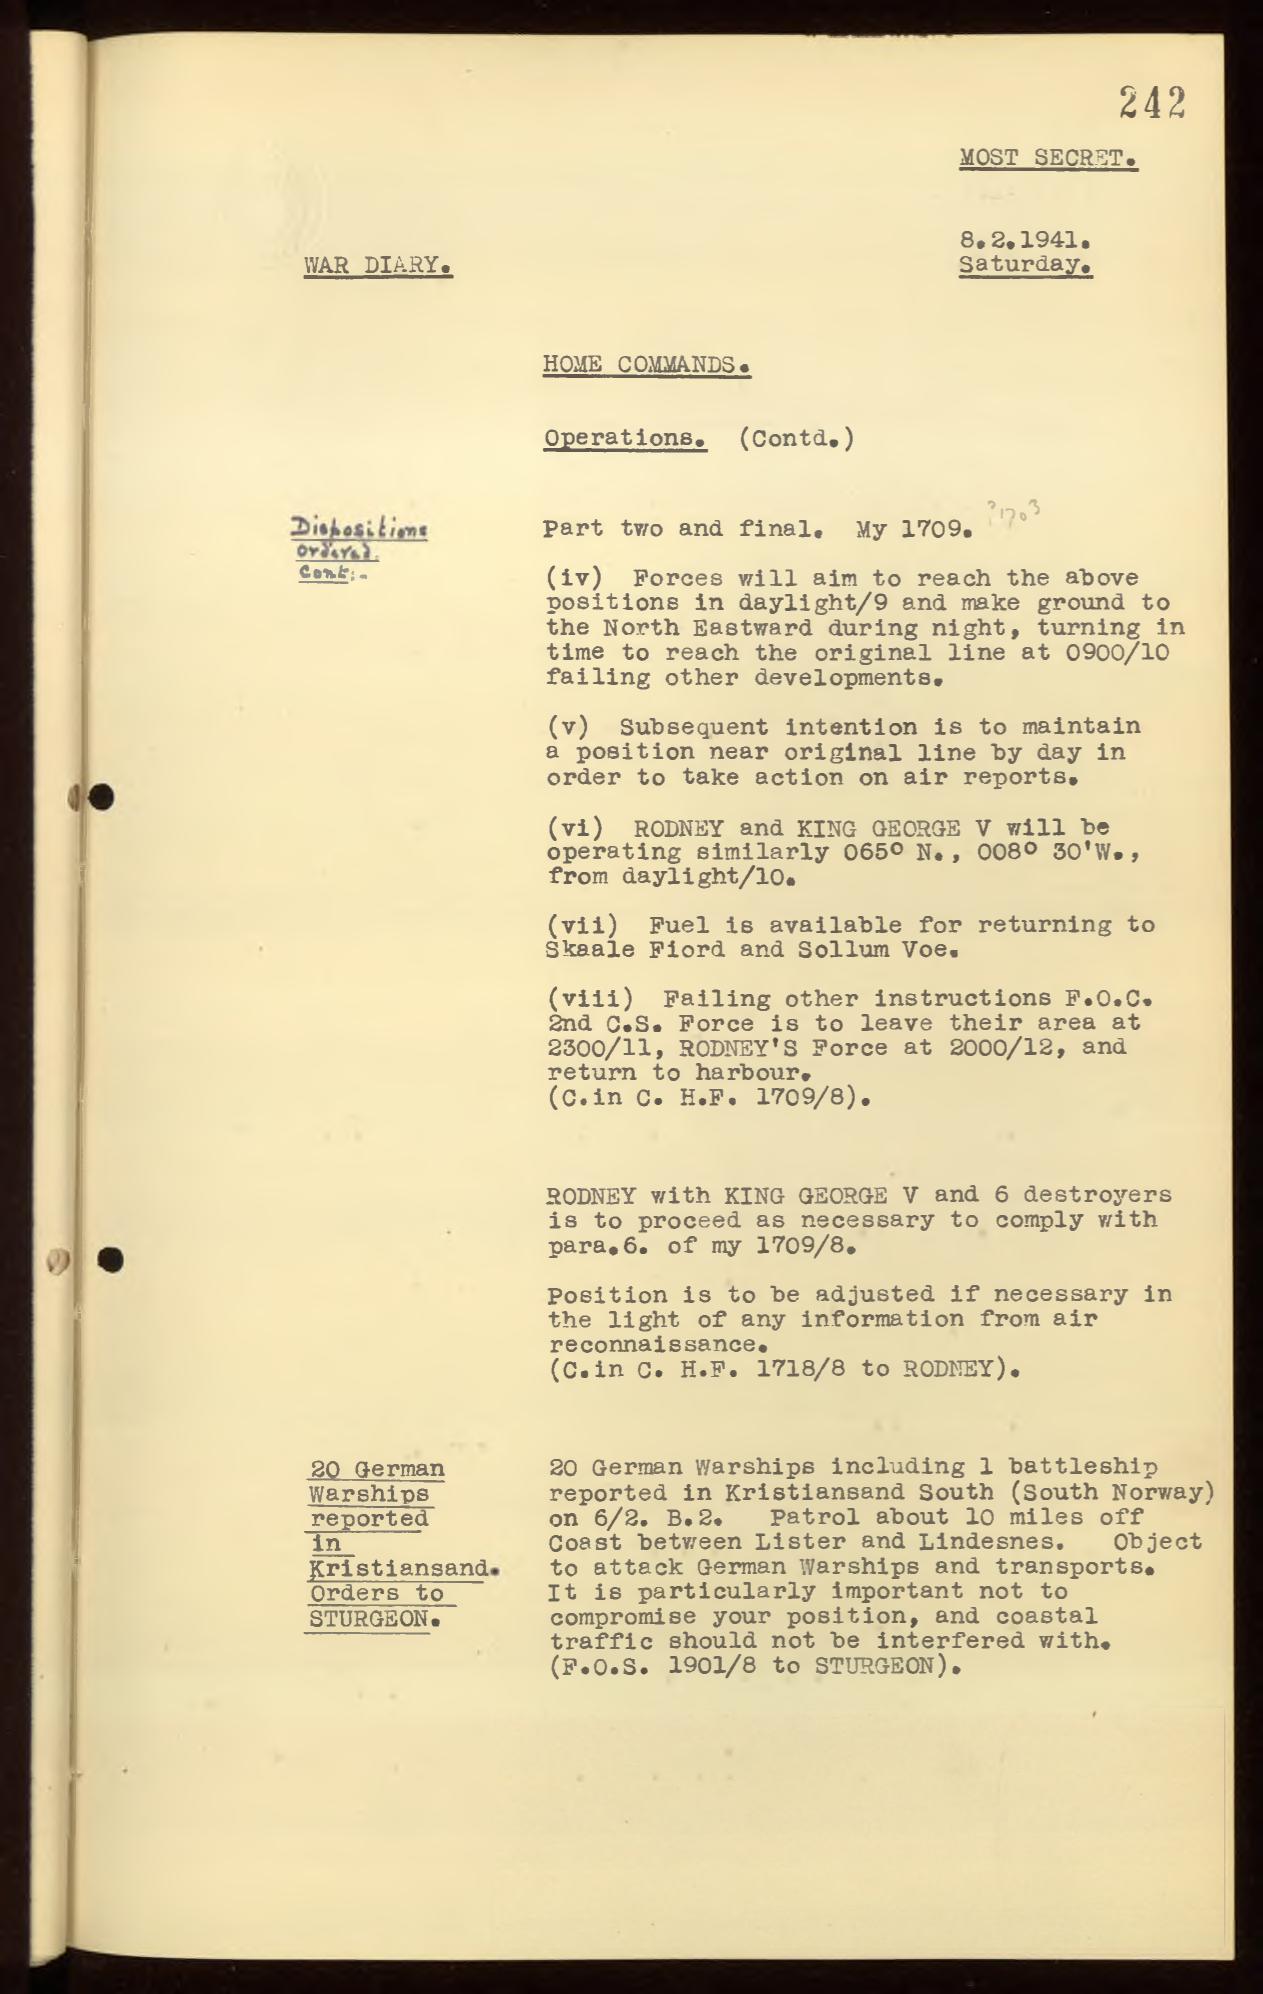 242
MOST SECRET.
8.2.1941.
Saturday.
WAR DIARY.
HOME COMMANDS.
Operations. (Contd.)
Dispositions
ordered.
Cont:-
Part two and final. My 1709. ?1703
(iv) Forces will aim to reach the above
positions in daylight/9 and make ground to
the North Eastward during night, turning in
time to reach the original line at 0900/10
failing other developments.
(v) Subsequent intention is to maintain
a position near original line by day in
order to take action on air reports.
(vi) RODNEY and KING GEORGE V will be
operating similarly 065° N., 008° 30'W.,
from daylight/10.
(vii) Fuel is available for returning to
Skaale Fiord and Sollum Voe.
(viii) Failing other instructions F.O.C.
2nd C.S. Force is to leave their area at
2300/11, RODNEY'S Force at 2000/12, and
return to harbour.
(C.in C. H.F. 1709/8).
RODNEY with KING GEORGE V and 6 destroyers
is to proceed as necessary to comply with
para.6. of my 1709/8.
Position is to be adjusted if necessary in
the light of any information from air
reconnaissance.
(C.in C. H.F. 1718/8 to RODNEY).
20 German
Warships
reported
in
Kristiansand.
Orders to
STURGEON.
20 German Warships including 1 battleship
reported in Kristiansand South (South Norway)
on 6/2. B.2. Patrol about 10 miles off
Coast between Lister and Lindesnes. Object
to attack German Warships and transports.
It is particularly important not to
compromise your position, and coastal
traffic should not be interfered with.
(F.O.S. 1901/8 to STURGEON).